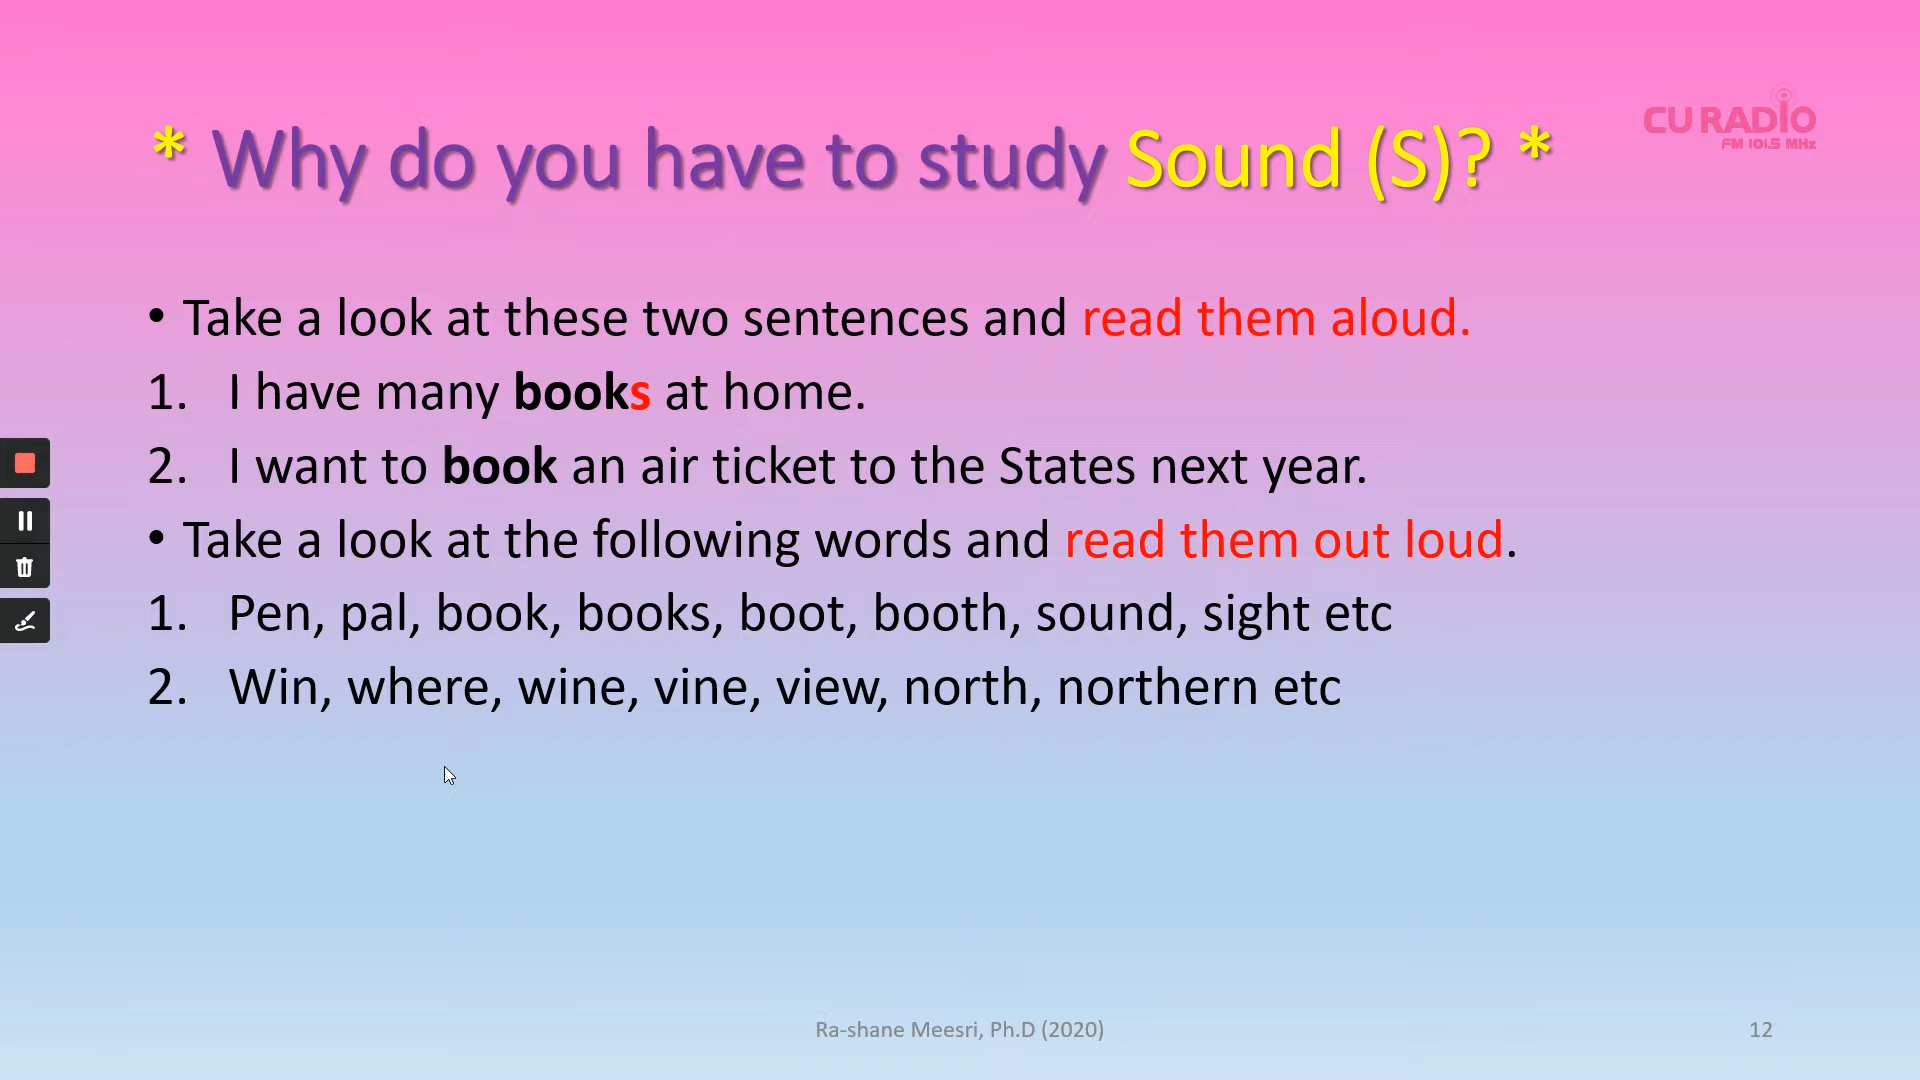 * Why do you have to study Sound (S)? *
CU RADIO
FM 101.5 MHz
• Take a look at these two sentences and read them aloud.
1. I have many books at home.
2. I want to book an air ticket to the States next year.
• Take a look at the following words and read them out loud.
1. Pen, pal, book, books, boot, booth, sound, sight etc
2. Win, where, wine, vine, view, north, northern etc
Ra-shane Meesri, Ph.D (2020)
12